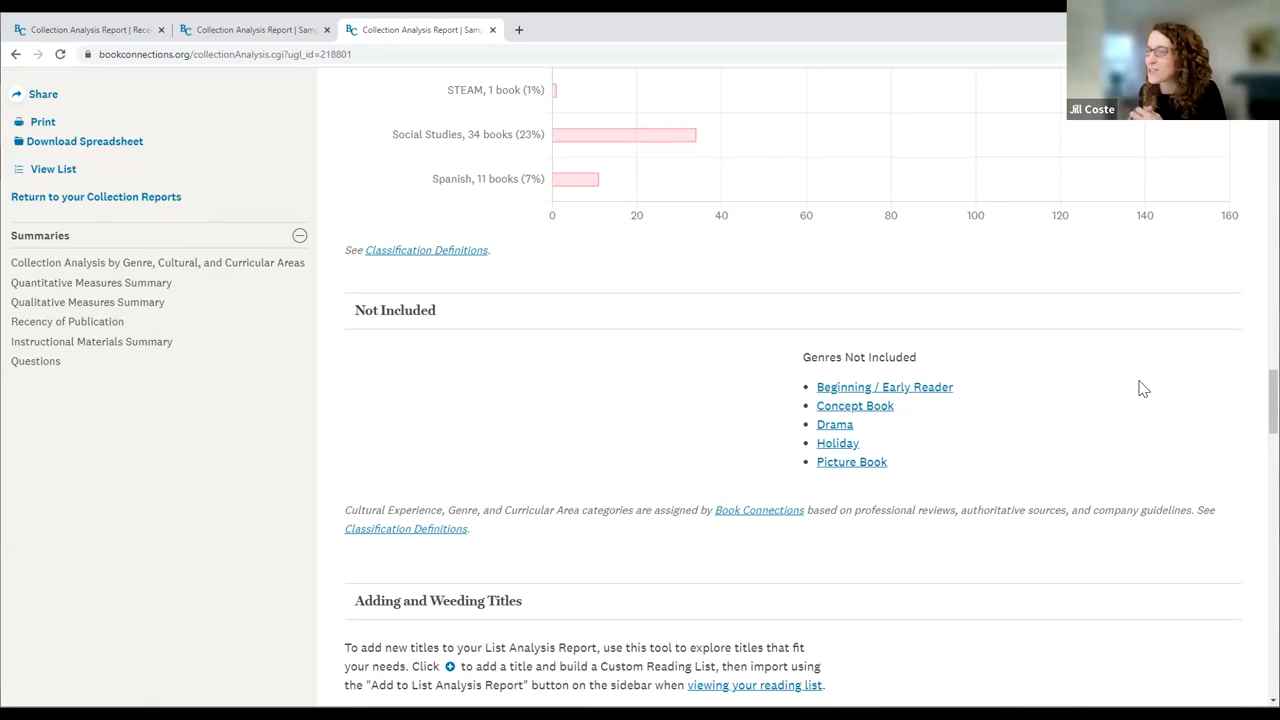 Collection Analysis Report | Rece
Collection Analysis Report | Samp
Collection Analysis Report | Samp
bookconnections.org/collectionAnalysis.cgi?ugl_id=218801
Jill Coste
Share
Print
Download Spreadsheet
View List
Return to your Collection Reports
Summaries
Collection Analysis by Genre, Cultural, and Curricular Areas
Quantitative Measures Summary
Qualitative Measures Summary
Recency of Publication
Instructional Materials Summary
Questions
STEAM, 1 book (1%)
Social Studies, 34 books (23%)
Spanish, 11 books (7%)
0 20 40 60 80 100 120 140 160
See Classification Definitions.
Not Included
Genres Not Included
• Beginning / Early Reader
• Concept Book
• Drama
• Holiday
• Picture Book
Cultural Experience, Genre, and Curricular Area categories are assigned by Book Connections based on professional reviews, authoritative sources, and company guidelines. See
Classification Definitions.
Adding and Weeding Titles
To add new titles to your List Analysis Report, use this tool to explore titles that fit
your needs. Click + to add a title and build a Custom Reading List, then import using
the "Add to List Analysis Report" button on the sidebar when viewing your reading list.